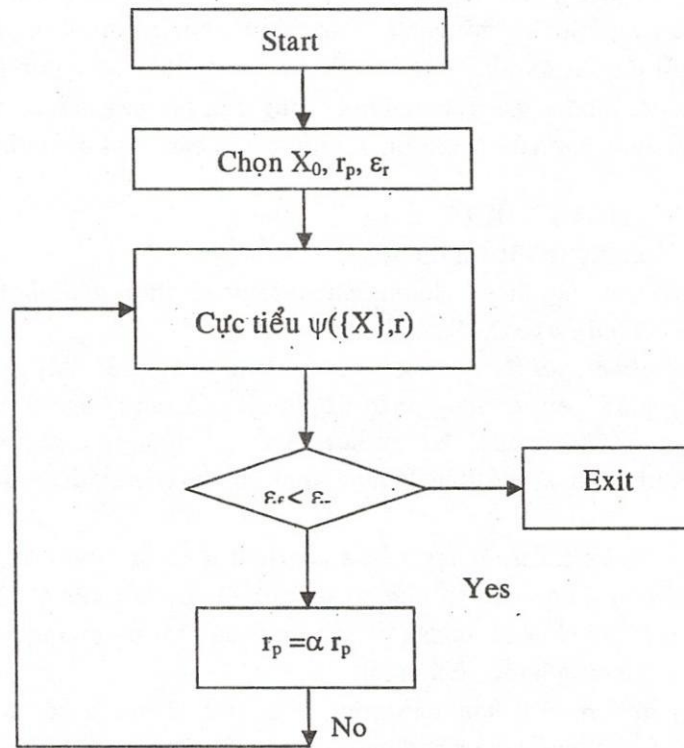 Start
Chọn X₀, rₚ, εᵣ
Cực tiểu ψ({X},r)
Exit
Yes
rₚ =α rₚ
No